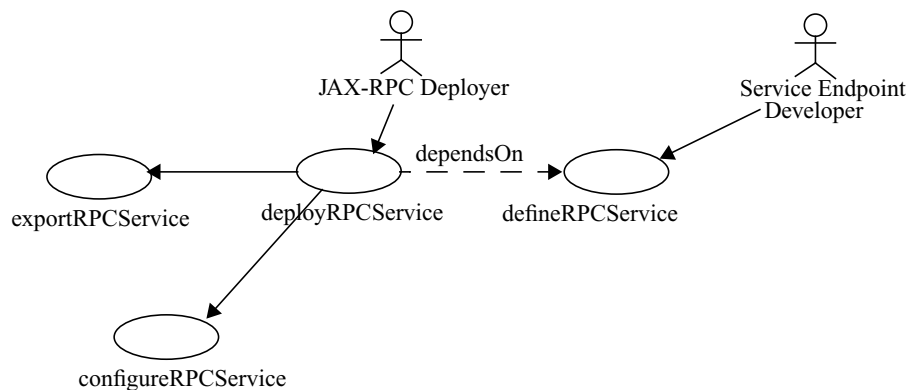 JAX-RPC Deployer
Service Endpoint
Developer
dependsOn
exportRPCService
deployRPCService
defineRPCService
configureRPCService